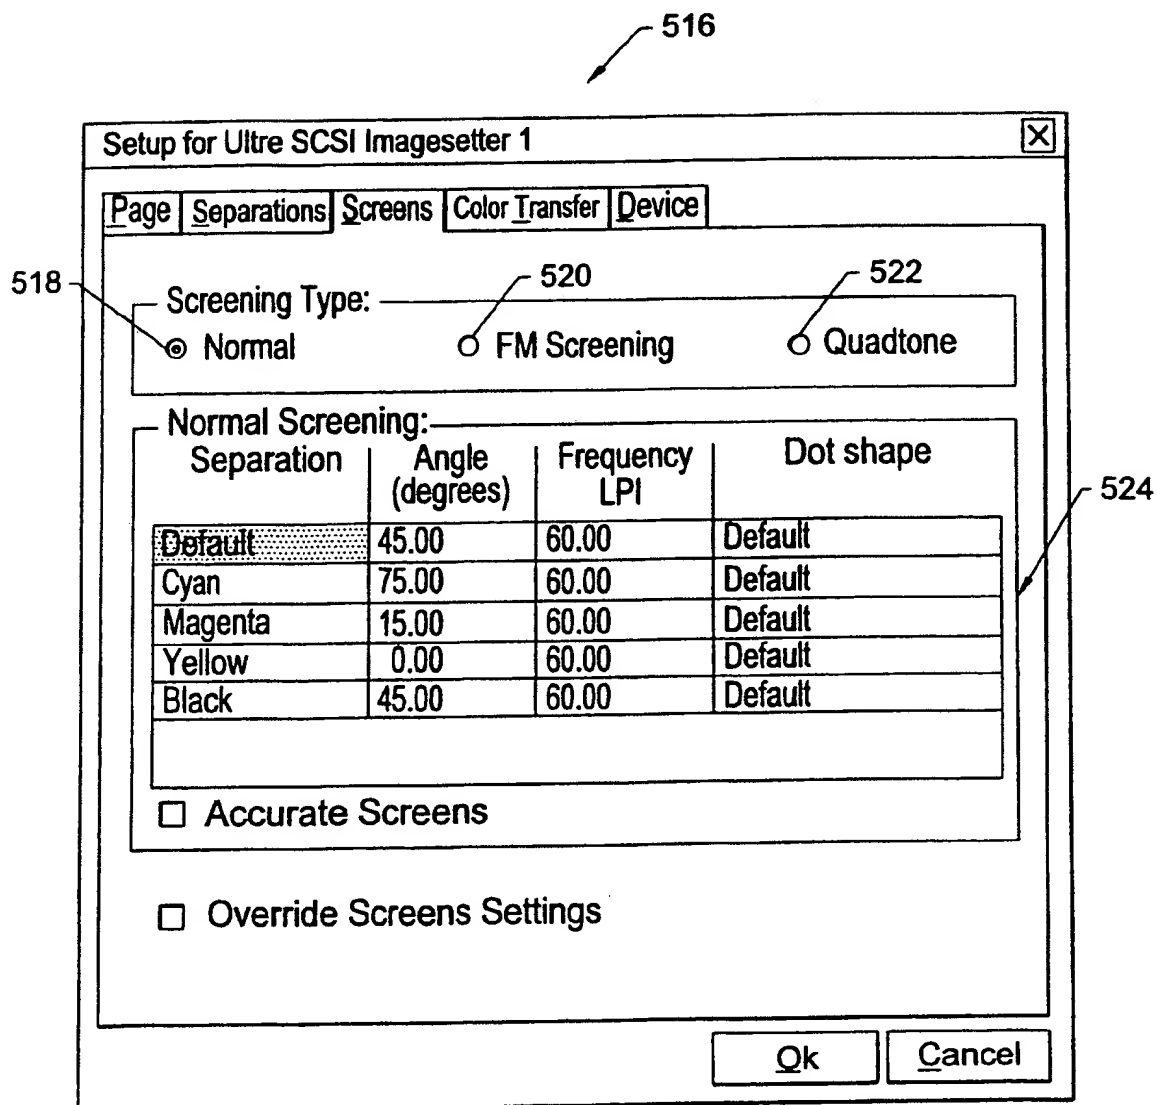 516
Setup for Ultre SCSI Imagesetter 1
Page Separations Screens Color Transfer Device
518
520
522
Screening Type:
Normal FM Screening Quadtone
Normal Screening:
Separation Angle (degrees) Frequency LPI Dot shape
524
Default 45.00 60.00 Default
Cyan 75.00 60.00 Default
Magenta 15.00 60.00 Default
Yellow 0.00 60.00 Default
Black 45.00 60.00 Default
Accurate Screens
Override Screens Settings
Ok Cancel